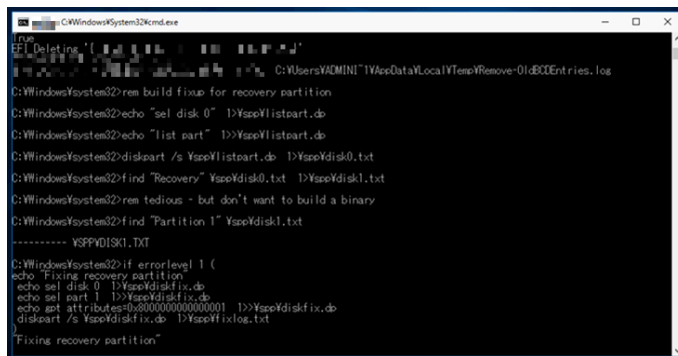 C:¥Windows¥System32¥cmd.exe
True
EFI Deleting '[
C:¥Users¥ADMINI~1¥AppData¥Local¥Temp¥Remove-OldBCDEntries.log
C:¥Windows¥system32>rem build fixup for recovery partition
C:¥Windows¥system32>echo "sel disk 0"  1>¥spp¥listpart.dp
C:¥Windows¥system32>echo "list part"  1>>¥spp¥listpart.dp
C:¥Windows¥system32>diskpart /s ¥spp¥listpart.dp  1>¥spp¥disk0.txt
C:¥Windows¥system32>find "Recovery" ¥spp¥disk0.txt  1>¥spp¥disk1.txt
C:¥Windows¥system32>rem tedious - but don't want to build a binary
C:¥Windows¥system32>find "Partition 1" ¥spp¥disk1.txt
---------- ¥SPP¥DISK1.TXT
C:¥Windows¥system32>if errorlevel 1 (
echo "Fixing recovery partition"
echo sel disk 0  1>¥spp¥diskfix.dp
echo sel part 1  1>>¥spp¥diskfix.dp
echo gpt attributes=0x8000000000000001  1>>¥spp¥diskfix.dp
diskpart /s ¥spp¥diskfix.dp  1>¥spp¥fixlog.txt
)
"Fixing recovery partition"